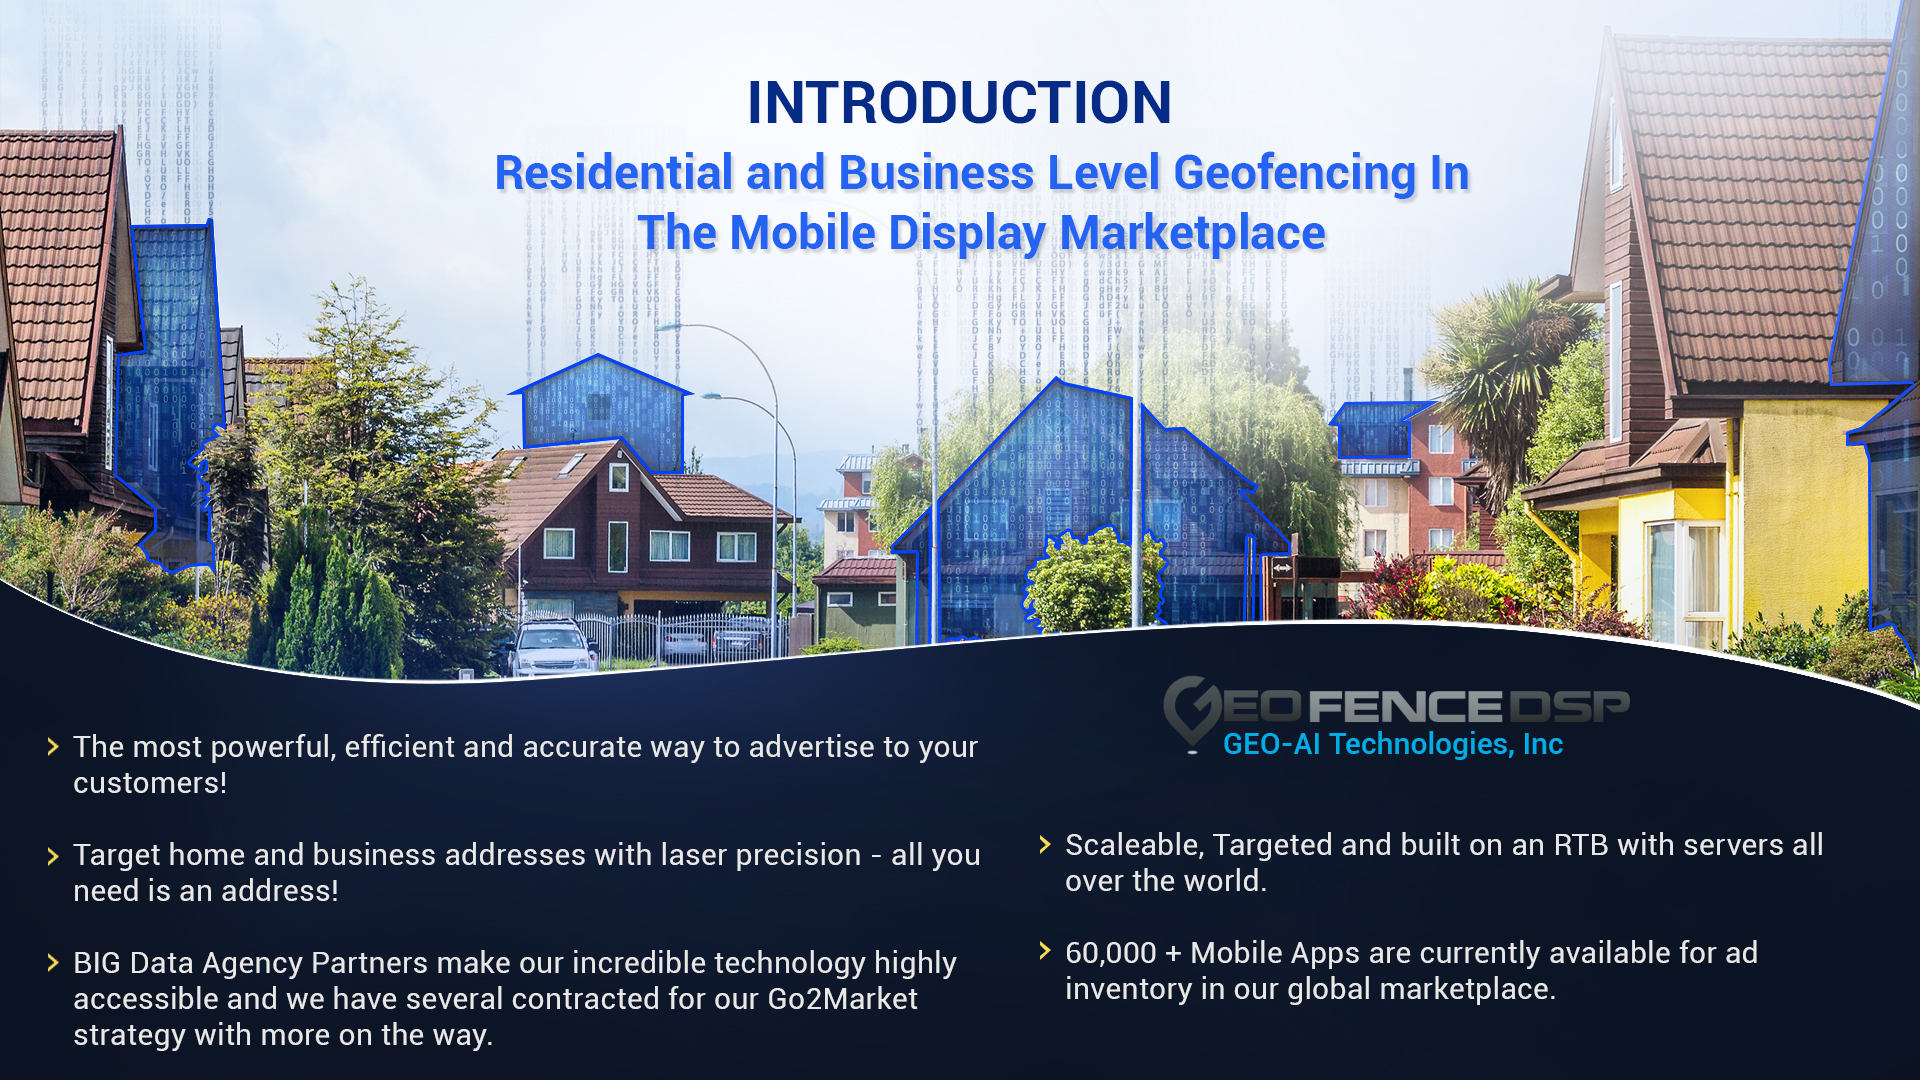 INTRODUCTION
Residential and Business Level Geofencing In
The Mobile Display Marketplace
The most powerful, efficient and accurate way to advertise to your
customers!
Target home and business addresses with laser precision - all you
need is an address!
BIG Data Agency Partners make our incredible technology highly
accessible and we have several contracted for our Go2Market
strategy with more on the way.
GEOFENCEDSP
GEO-AI Technologies, Inc
Scaleable, Targeted and built on an RTB with servers all
over the world.
60,000 + Mobile Apps are currently available for ad
inventory in our global marketplace.